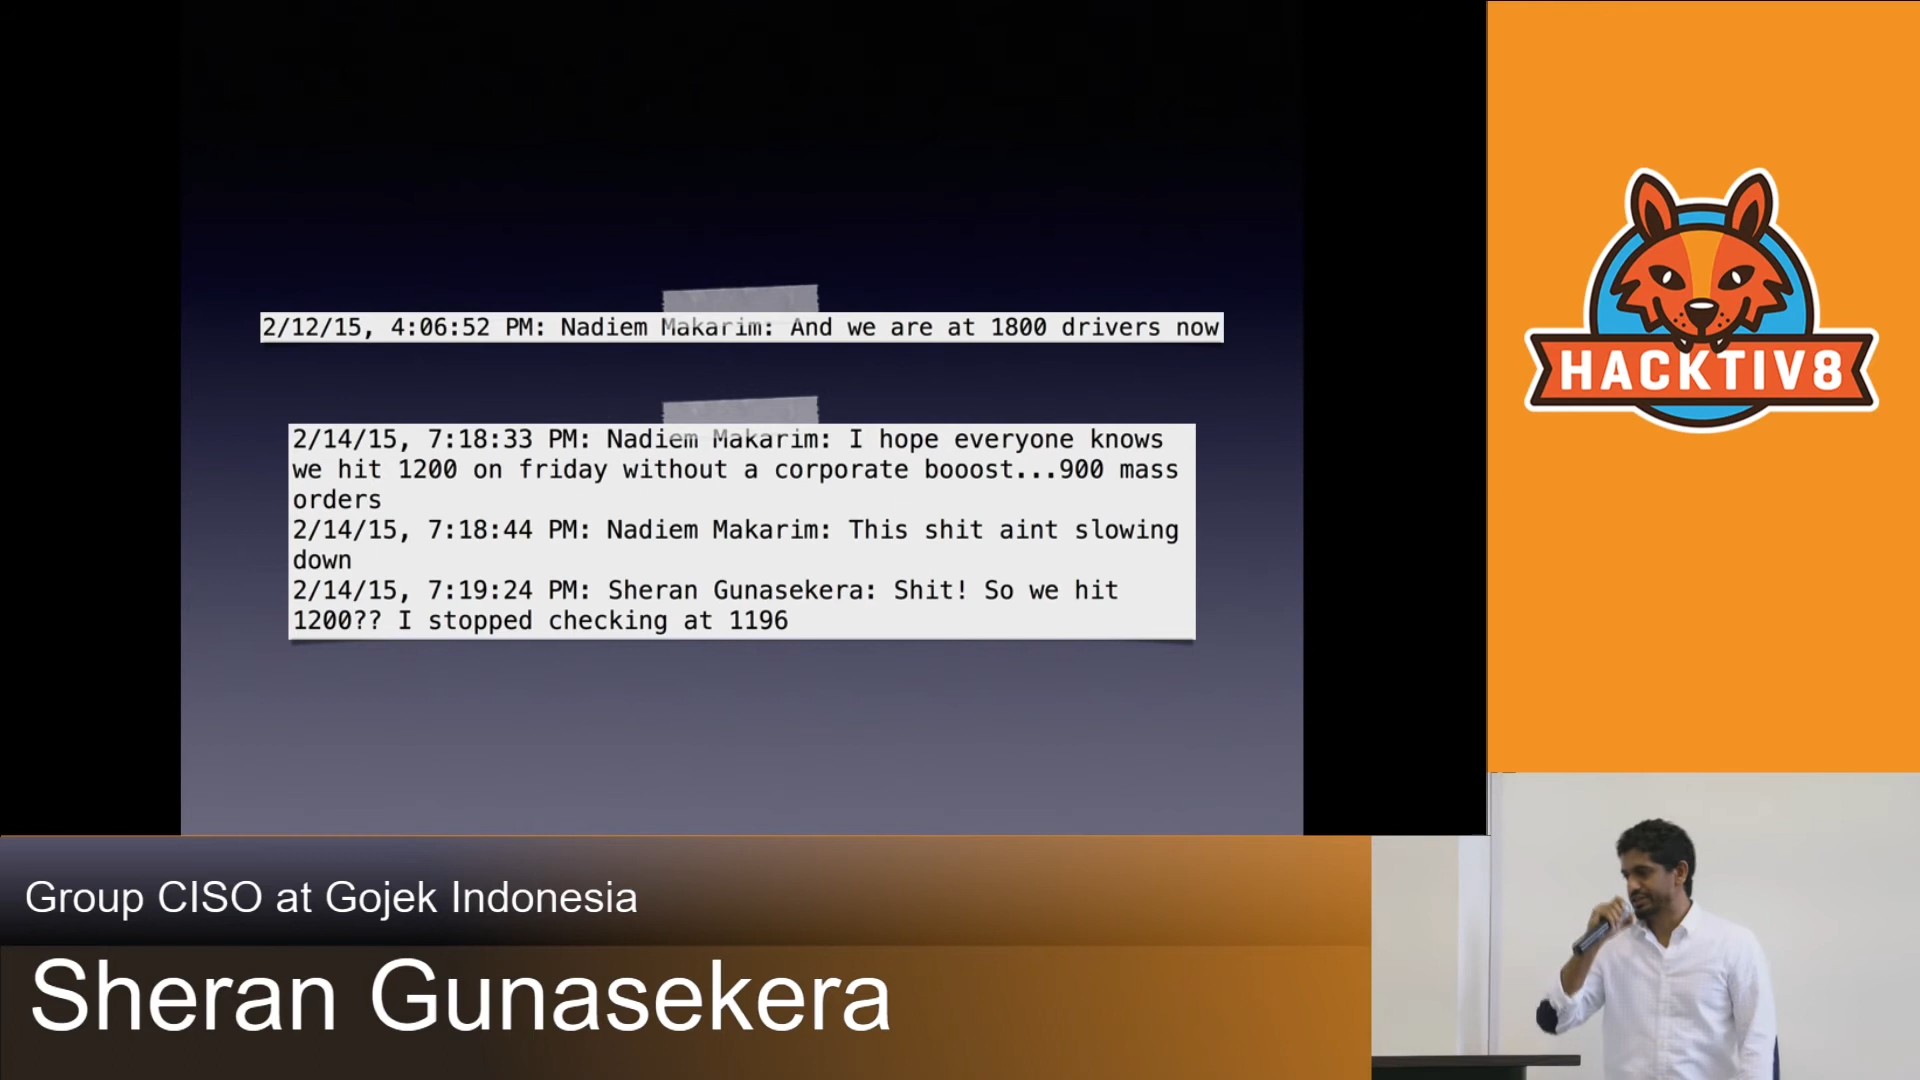 2/12/15, 4:06:52 PM: Nadiem Makarim: And we are at 1800 drivers now
2/14/15, 7:18:33 PM: Nadiem Makarim: I hope everyone knows
we hit 1200 on friday without a corporate booost...900 mass
orders
2/14/15, 7:18:44 PM: Nadiem Makarim: This shit aint slowing
down
2/14/15, 7:19:24 PM: Sheran Gunasekera: Shit! So we hit
1200?? I stopped checking at 1196
HACKTIV8
Group CISO at Gojek Indonesia
Sheran Gunasekera